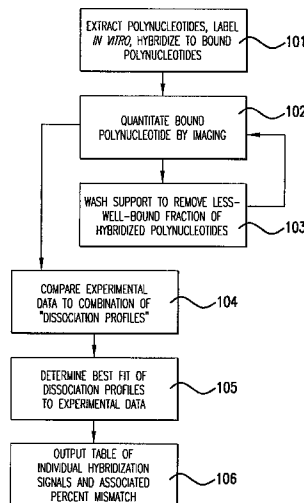 EXTRACT POLYNUCLEOTIDES, LABEL
IN VITRO, HYBRIDIZE TO BOUND
POLYNUCLEOTIDES
101
QUANTITATE BOUND
POLYNUCLEOTIDE BY IMAGING
102
WASH SUPPORT TO REMOVE LESS-
WELL-BOUND FRACTION OF
HYBRIDIZED POLYNUCLEOTIDES
103
COMPARE EXPERIMENTAL
DATA TO COMBINATION OF
"DISSOCIATION PROFILES"
104
DETERMINE BEST FIT OF
DISSOCIATION PROFILES
TO EXPERIMENTAL DATA
105
OUTPUT TABLE OF
INDIVIDUAL HYBRIDIZATION
SIGNALS AND ASSOCIATED
PERCENT MISMATCH
106